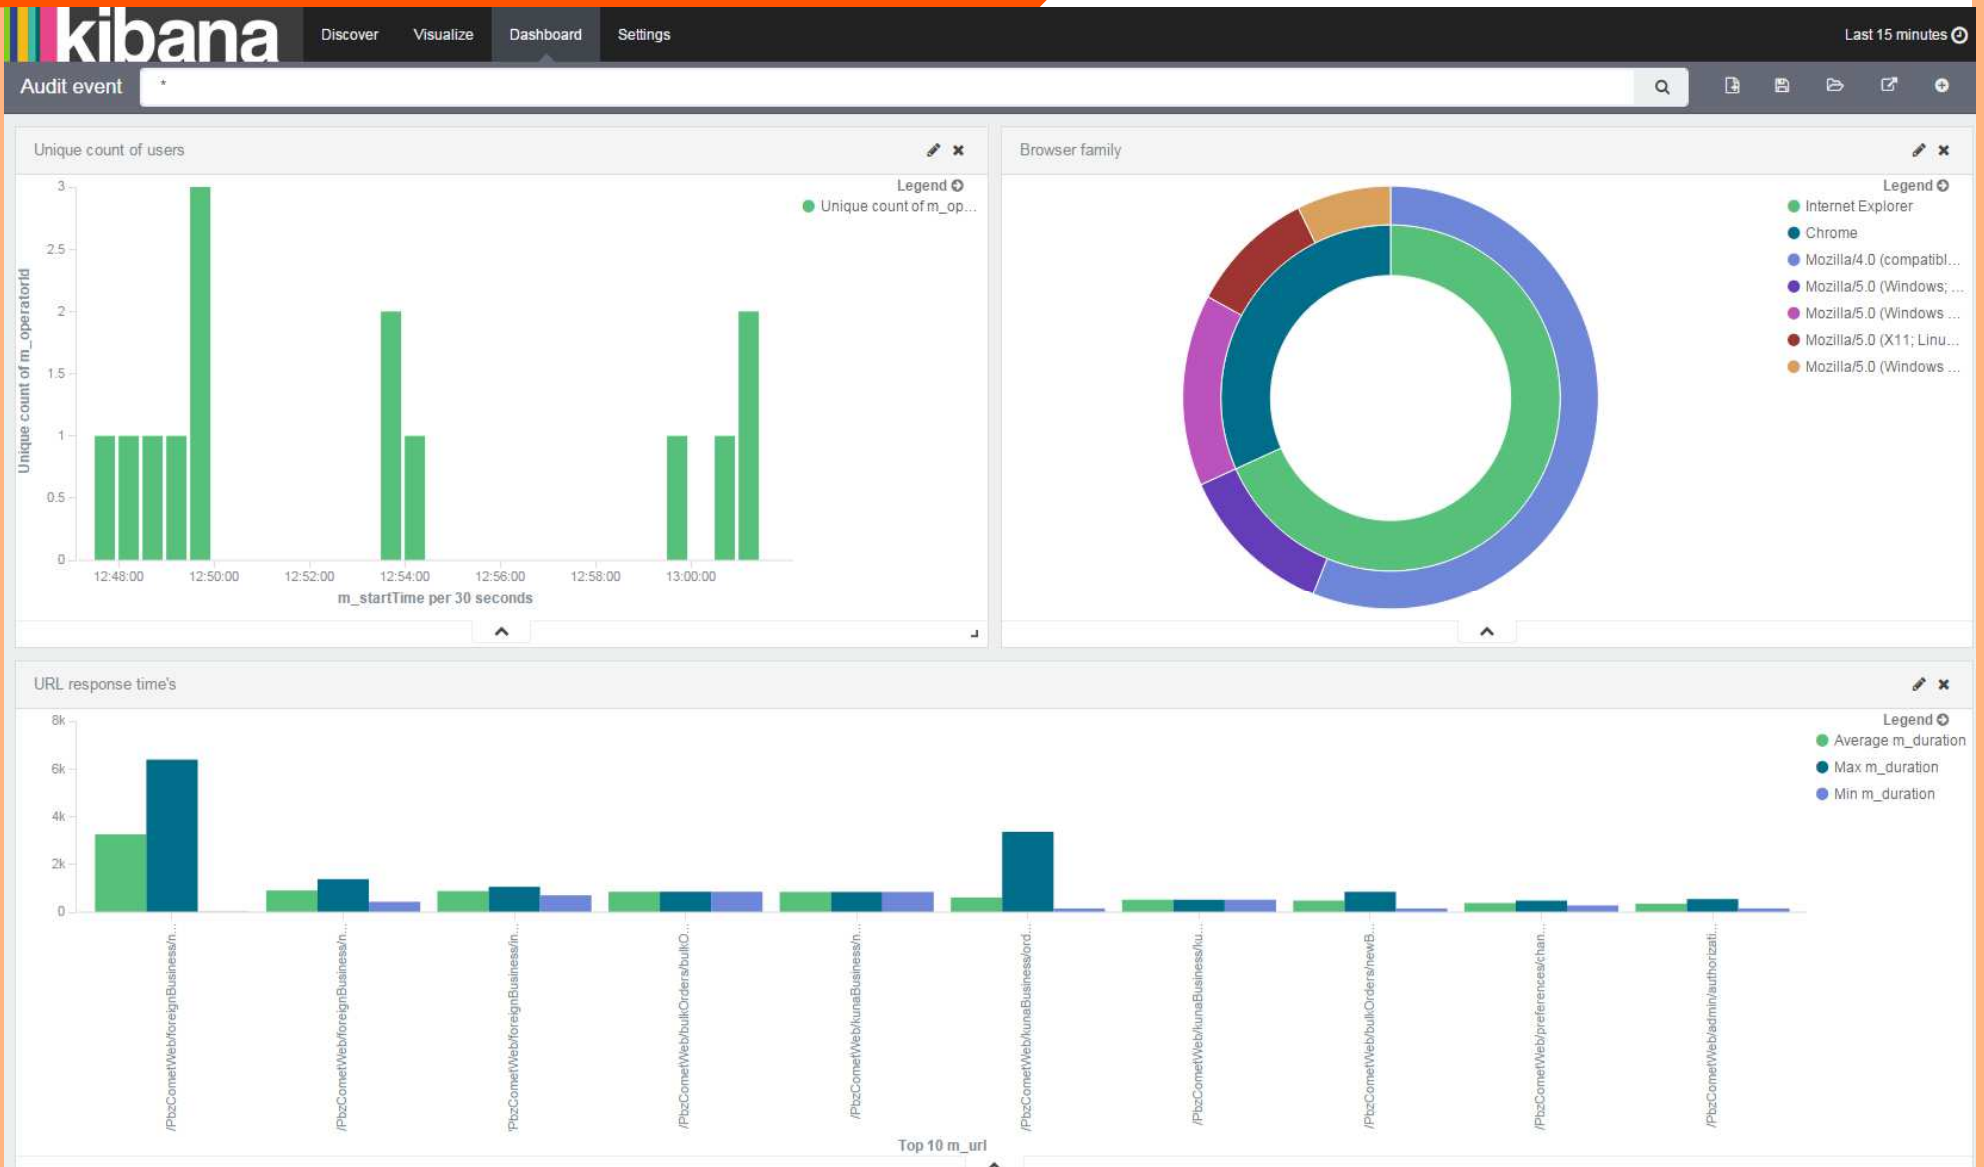 kibana
Discover Visualize Dashboard Settings
Last 15 minutes
Audit event
*
Unique count of users
Legend
Unique count of m_op...
3
2.5
2
1.5
1
0.5
0
Unique count of m_operatorId
12:48:00 12:50:00 12:52:00 12:54:00 12:56:00 12:58:00 13:00:00
m_startTime per 30 seconds
Browser family
Legend
Internet Explorer
Chrome
Mozilla/4.0 (compatibl...
Mozilla/5.0 (Windows; ...
Mozilla/5.0 (Windows ...
Mozilla/5.0 (X11; Linu...
Mozilla/5.0 (Windows ...
URL response time's
Legend
Average m_duration
Max m_duration
Min m_duration
8k
6k
4k
2k
0
/PbzCometWeb/foreignBusiness/n...
/PbzCometWeb/foreignBusiness/n...
/PbzCometWeb/foreignBusiness/in...
/PbzCometWeb/bulkOrders/bulkO...
/PbzCometWeb/kunaBusiness/n...
/PbzCometWeb/kunaBusiness/ord...
/PbzCometWeb/kunaBusiness/ku...
/PbzCometWeb/bulkOrders/newB...
/PbzCometWeb/preferences/chan...
/PbzCometWeb/admin/authorizati...
Top 10 m_url